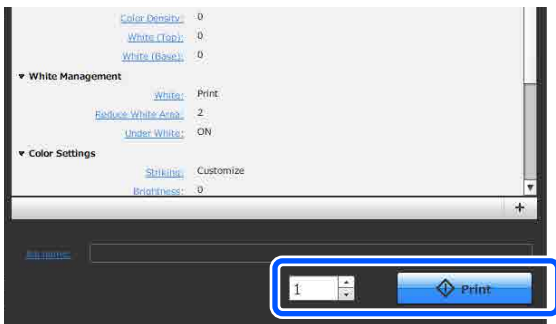 Color Density: 0
White (Top): 0
White (Base): 0
▼ White Management
White: Print
Reduce White Area: 2
Under White: ON
▼ Color Settings
Striking: Customize
Brightness: 0
+
Job name:
1 Print